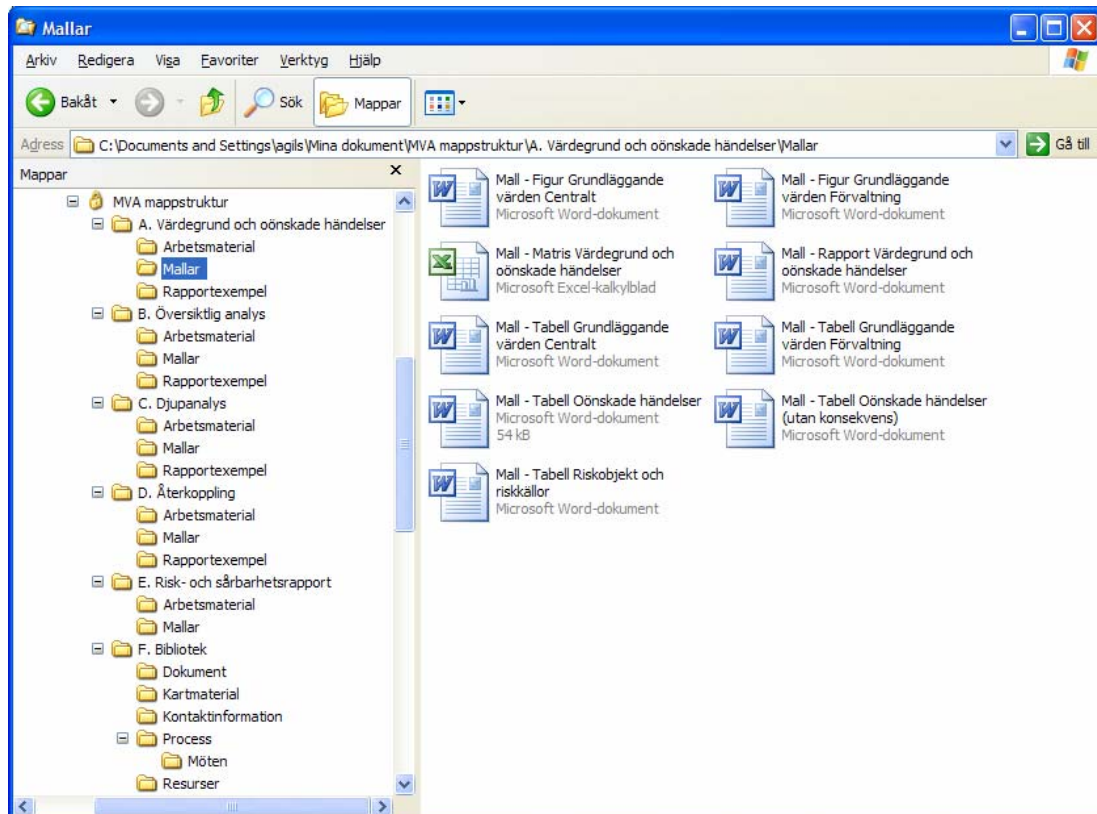 Mallar
Arkiv Redigera Visa Favoriter Verktyg Hjälp
Bakåt Sök Mappar
Adress C:\Documents and Settings\agils\Mina dokument\MVA mappstruktur\A. Värdegrund och oönskade händelser\Mallar Gå till
Mappar
MVA mappstruktur
A. Värdegrund och oönskade händelser
Arbetsmaterial
Mallar
Rapportexempel
B. Översiktlig analys
Arbetsmaterial
Mallar
Rapportexempel
C. Djupanalys
Arbetsmaterial
Mallar
Rapportexempel
D. Återkoppling
Arbetsmaterial
Mallar
Rapportexempel
E. Risk- och sårbarhetsrapport
Arbetsmaterial
Mallar
F. Bibliotek
Dokument
Kartmaterial
Kontaktinformation
Process
Möten
Resurser
Mall - Figur Grundläggande
värden Centralt
Microsoft Word-dokument
Mall - Figur Grundläggande
värden Förvaltning
Microsoft Word-dokument
Mall - Matris Värdegrund och
oönskade händelser
Microsoft Excel-kalkylblad
Mall - Rapport Värdegrund och
oönskade händelser
Microsoft Word-dokument
Mall - Tabell Grundläggande
värden Centralt
Microsoft Word-dokument
Mall - Tabell Grundläggande
värden Förvaltning
Microsoft Word-dokument
Mall - Tabell Oönskade händelser
Microsoft Word-dokument
54 kB
Mall - Tabell Oönskade händelser
(utan konsekvens)
Microsoft Word-dokument
Mall - Tabell Riskobjekt och
riskkällor
Microsoft Word-dokument